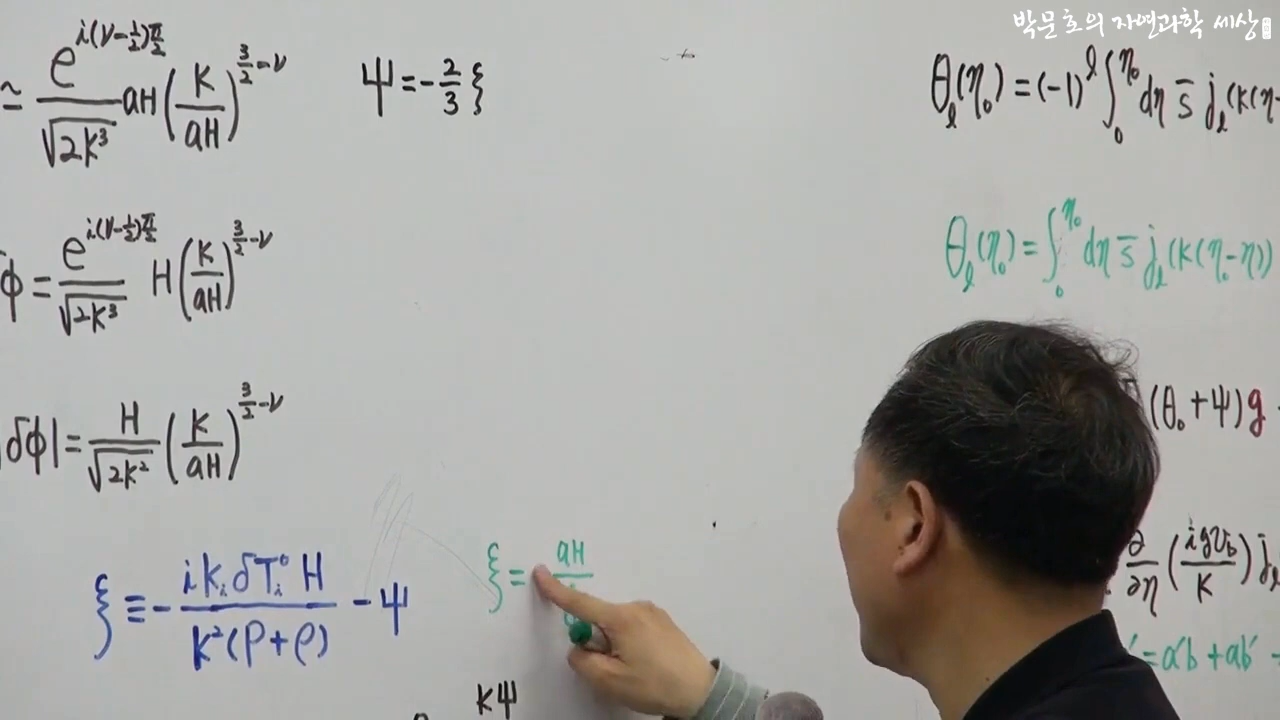 박문호의 자연과학 세상
≃ e^{i(ν-1/2)π/2} / √2K³ aH (K/aH)^{3/2-ν}
ψ = -2/3 ξ
θ_l(η₀) = (-1)^l ∫₀^{η₀} dη s̄ j_l(K(η-
ϕ = e^{i(ν-1/2)π/2} / √2K³ H (K/aH)^{3/2-ν}
θ_l(η₀) = ∫₀^{η₀} dη s̄ j_l(K(η₀-η))
|δϕ| = H/√2K² (K/aH)^{3/2-ν}
(θ₀+ψ)g
ξ ≡ - iK_i δT_i^0 H / K²(ρ+ρ) - ψ
ξ = aH
∂/∂η (igv_b/K) j_l
=a′b+ab′
Kψ